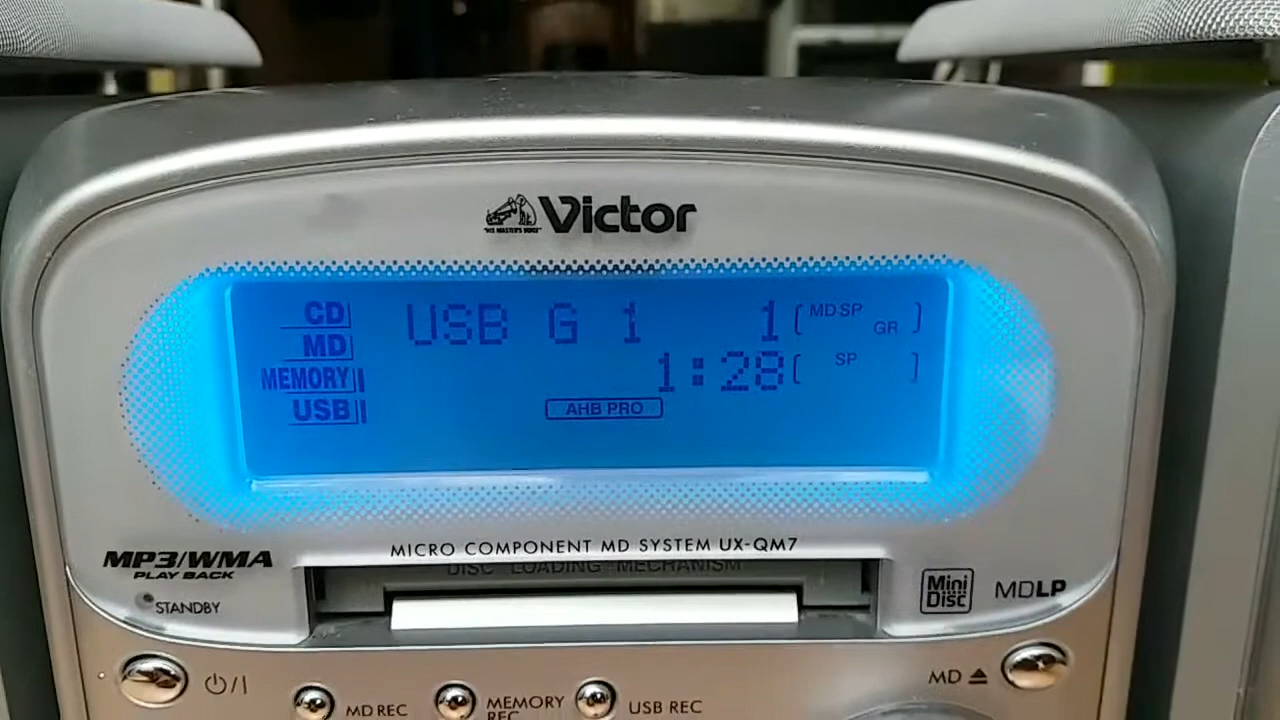 "HIS MASTER'S VOICE"
Victor
CD
USB G 1 1 [ MD SP GR ]
MD
1:28 [ SP ]
MEMORY
USB
AHB PRO
MICRO COMPONENT MD SYSTEM UX-QM7
MP3/WMA
PLAY BACK
DISC LOADING MECHANISM
STANDBY
Mini
Disc
MDLP
⏻/I
MD ⏏
MD REC
MEMORY
REC
USB REC